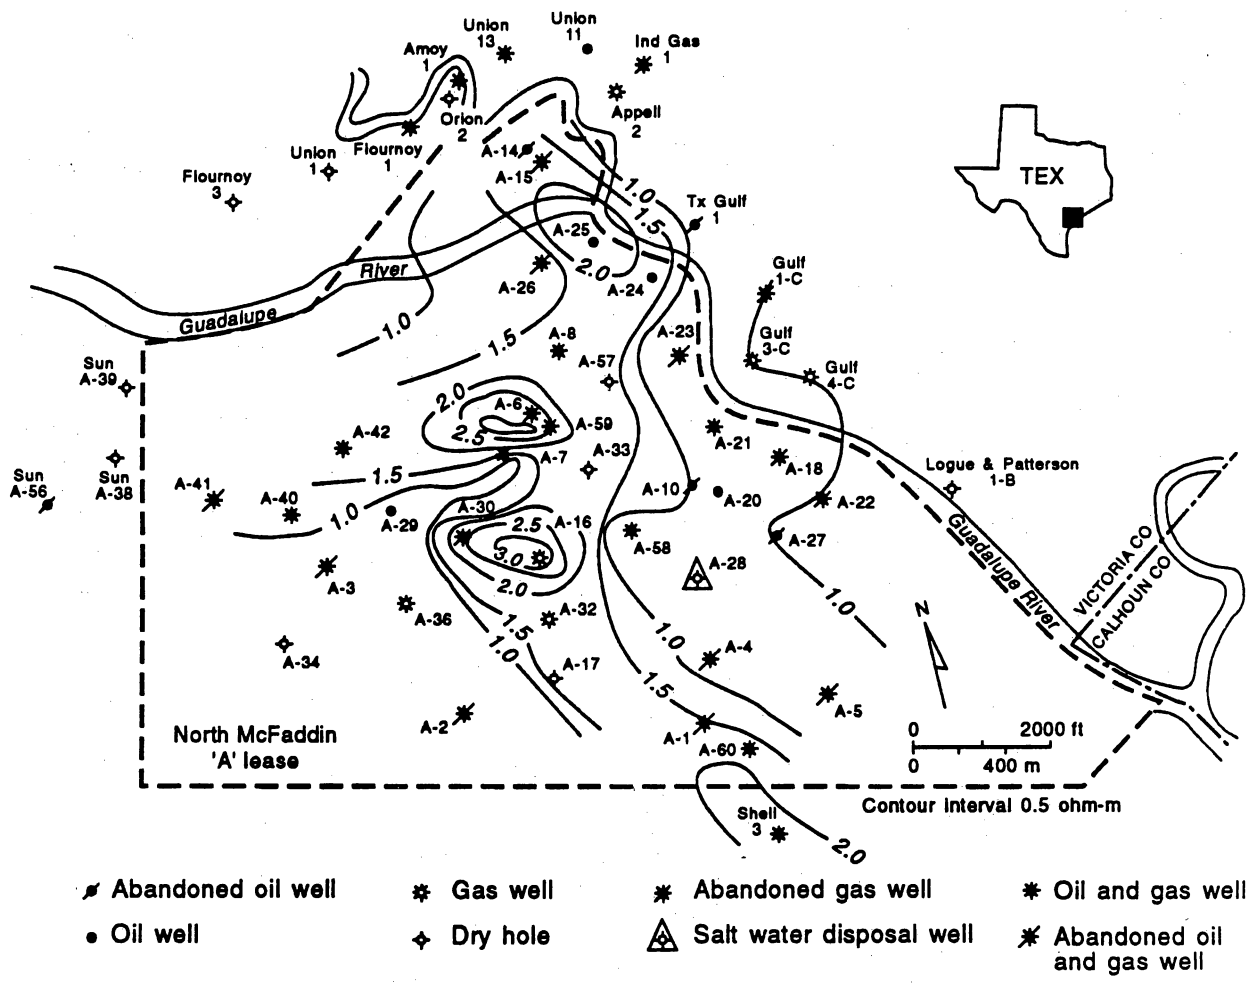 Union
11
Union
13
Ind Gas
1
Amoy
1
Appell
2
Orion
2
Flournoy
1
Union
1
A-14
A-15
Flournoy
3
TEX
1.0
Tx Gulf
1
1.5
A-25
2.0
A-24
River
A-26
Gulf
1-C
Guadalupe
1.0
1.5
A-8
A-57
A-23
Gulf
3-C
Gulf
4-C
Sun
A-39
2.0
A-6
2.5
A-59
A-42
A-7
A-33
A-21
A-18
Logue & Patterson
1-B
Sun
A-56
Sun
A-38
A-41
1.5
A-40
1.0
A-29
A-30
2.5
A-16
A-10
A-20
A-22
3.0
2.0
A-58
A-27
A-28
Guadalupe River
VICTORIA CO
CALHOUN CO
A-3
A-36
A-32
1.5
1.0
1.0
1.0
N
A-34
A-17
A-4
1.5
A-2
A-1
A-5
A-60
North McFaddin
'A' lease
0 2000 ft
0 400 m
Contour Interval 0.5 ohm-m
Shell
3
2.0
Abandoned oil well
Gas well
Abandoned gas well
Oil and gas well
Oil well
Dry hole
Salt water disposal well
Abandoned oil
and gas well